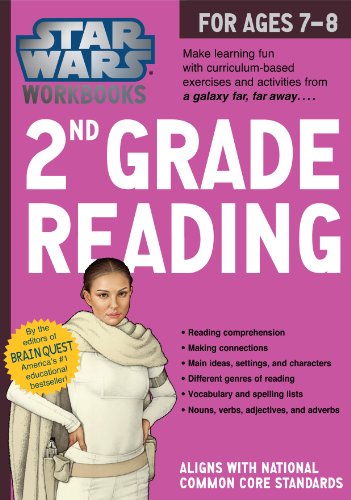 STAR
WARS
WORKBOOKS
FOR AGES 7–8
Make learning fun
with curriculum-based
exercises and activities from
a galaxy far, far away....
2ND GRADE
READING
By the
editors of
BRAIN QUEST
America's #1
educational
bestseller!
• Reading comprehension
• Making connections
• Main ideas, settings, and characters
• Different genres of reading
• Vocabulary and spelling lists
• Nouns, verbs, adjectives, and adverbs
ALIGNS WITH NATIONAL
COMMON CORE STANDARDS